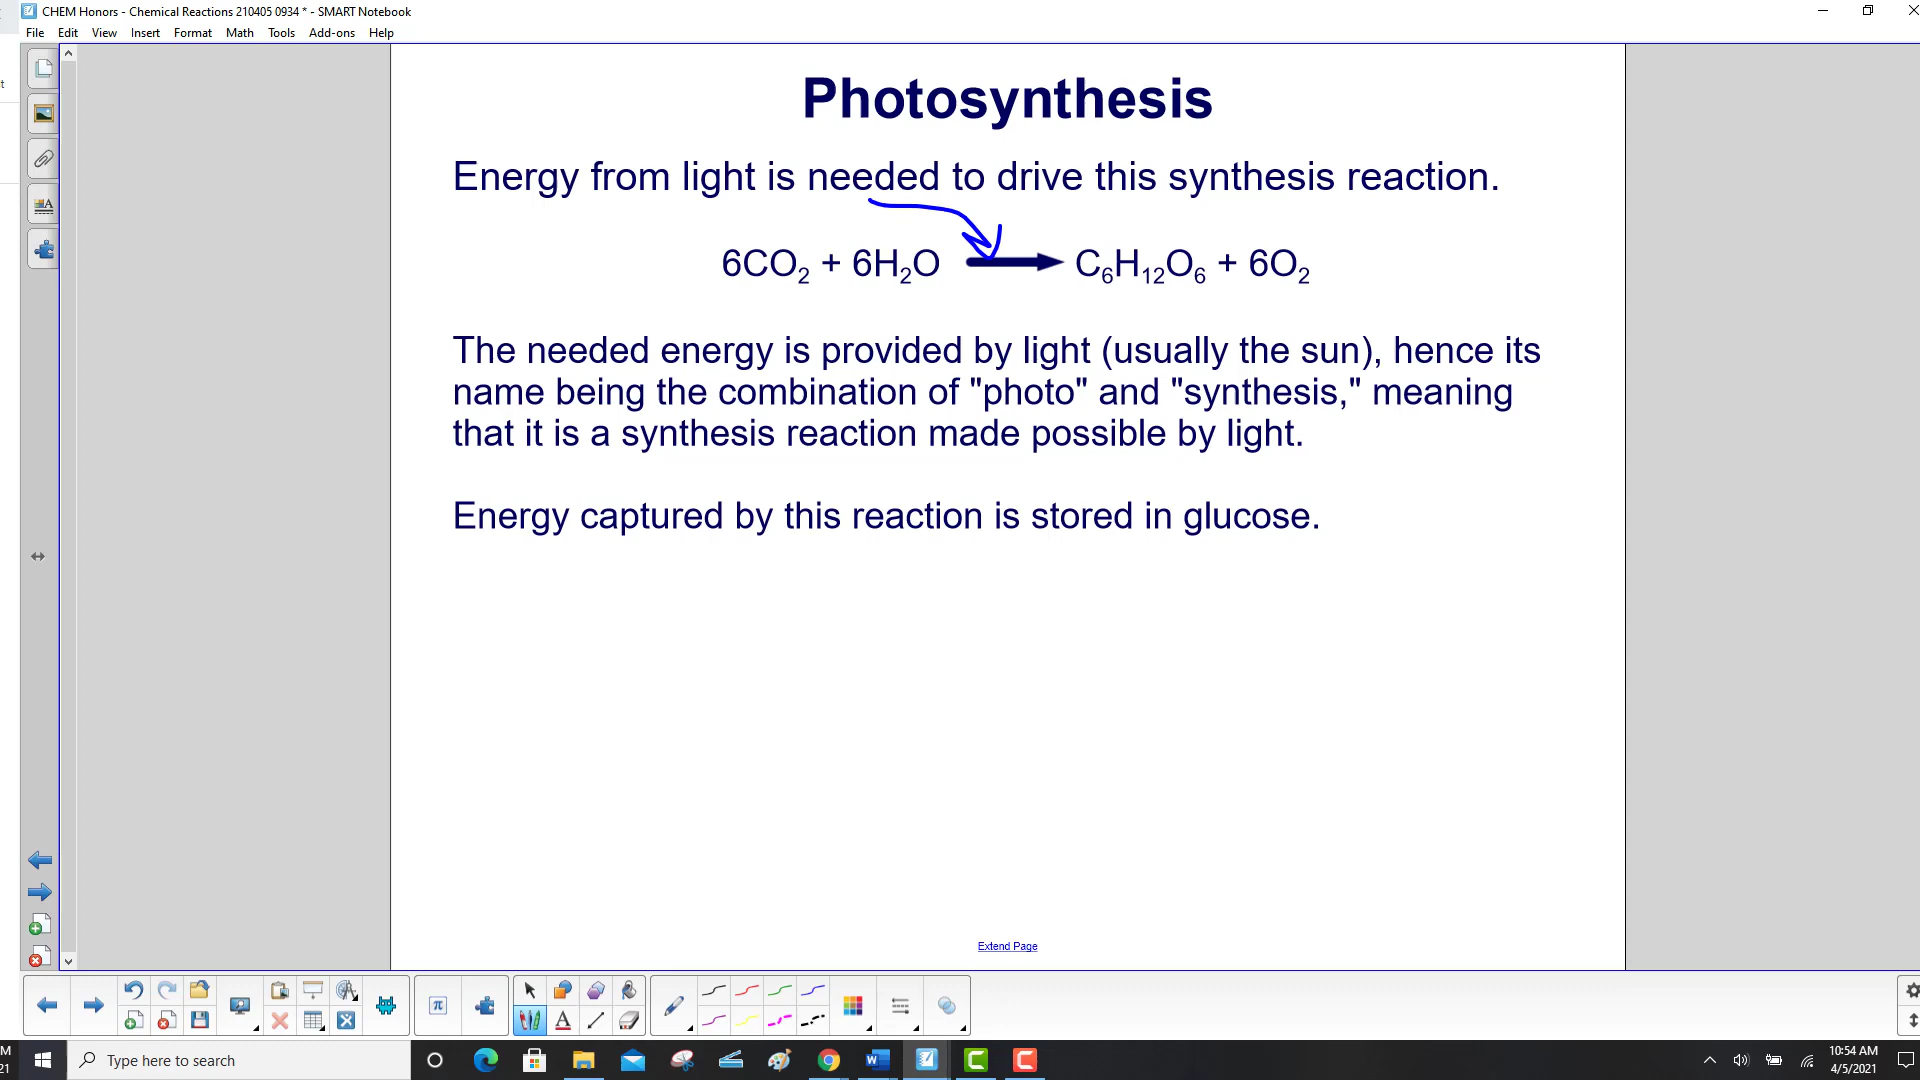 CHEM Honors - Chemical Reactions 210405 0934 * - SMART Notebook
File Edit View Insert Format Math Tools Add-ons Help
Photosynthesis
Energy from light is needed to drive this synthesis reaction.
6CO₂ + 6H₂O → C₆H₁₂O₆ + 6O₂
The needed energy is provided by light (usually the sun), hence its
name being the combination of "photo" and "synthesis," meaning
that it is a synthesis reaction made possible by light.
Energy captured by this reaction is stored in glucose.
Extend Page
Type here to search
10:54 AM
4/5/2021